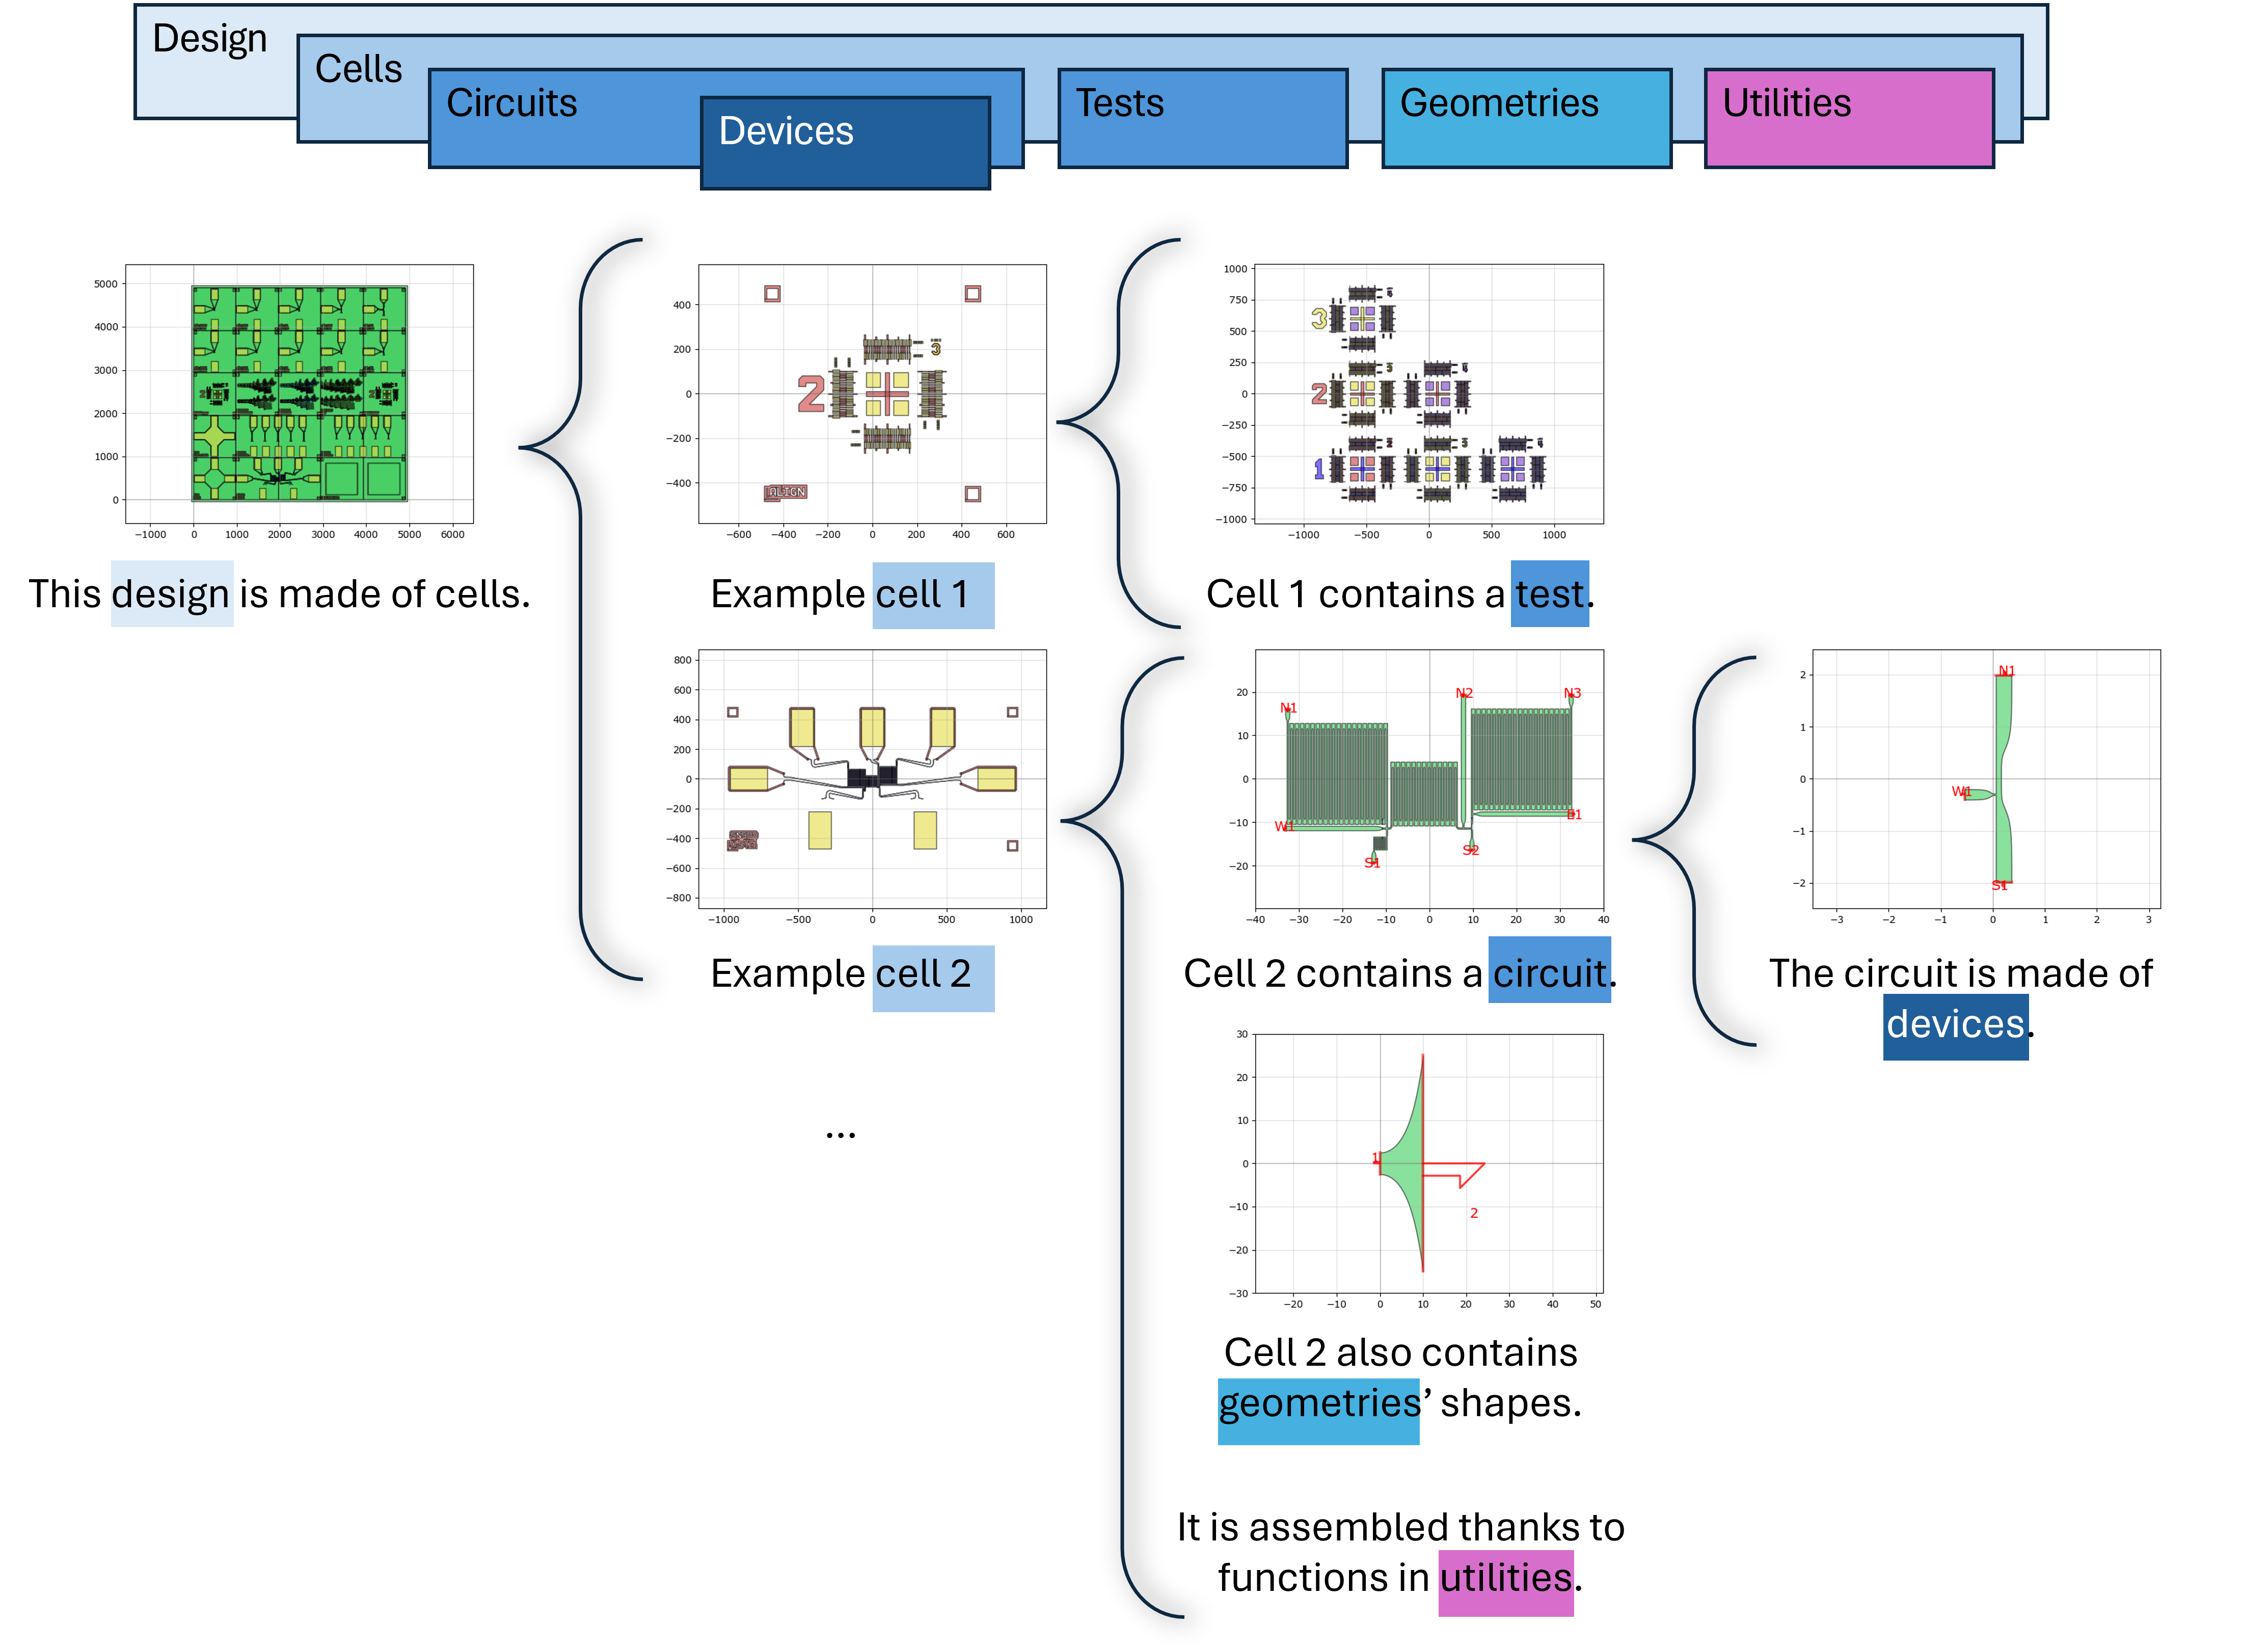 Design
Cells
Circuits
Devices
Tests
Geometries
Utilities
5000
4000
3000
2000
1000
0
−1000 0 1000 2000 3000 4000 5000 6000
This design is made of cells.
400
200
0
−200
−400
2
3
ALIGN
−600 −400 −200 0 200 400 600
Example cell 1
1000
750
500
250
0
−250
−500
−750
−1000
3
2
1
−1000 −500 0 500 1000
Cell 1 contains a test.
800
600
400
200
0
−200
−400
−600
−800
−1000 −500 0 500 1000
Example cell 2
...
20
10
0
−10
−20
N1
N2
N3
W1
E1
S1
S2
−40 −30 −20 −10 0 10 20 30 40
Cell 2 contains a circuit.
2
1
0
−1
−2
N1
W1
S1
−3 −2 −1 0 1 2 3
The circuit is made of
devices.
30
20
10
0
−10
−20
−30
1
2
−20 −10 0 10 20 30 40 50
Cell 2 also contains
geometries’ shapes.
It is assembled thanks to
functions in utilities.